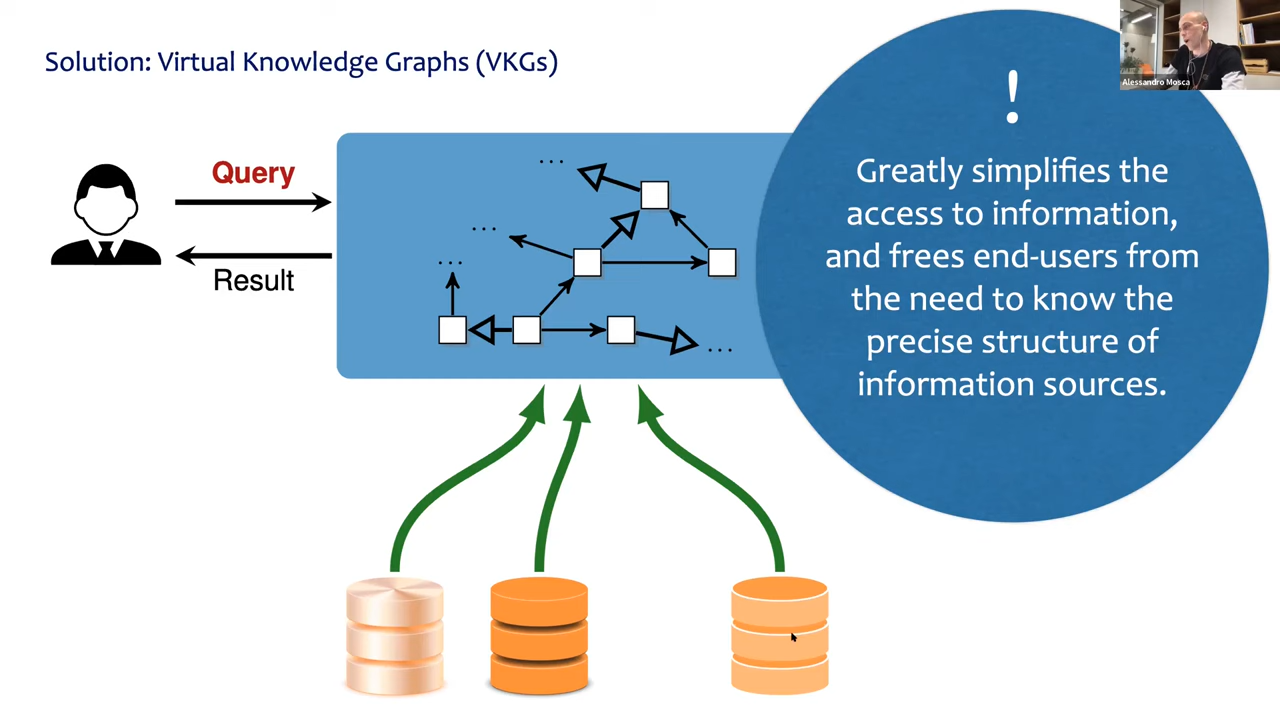 Solution: Virtual Knowledge Graphs (VKGs)
Alessandro Mosca
!
Query
Result
...
...
...
...
Greatly simplifies the
access to information,
and frees end-users from
the need to know the
precise structure of
information sources.